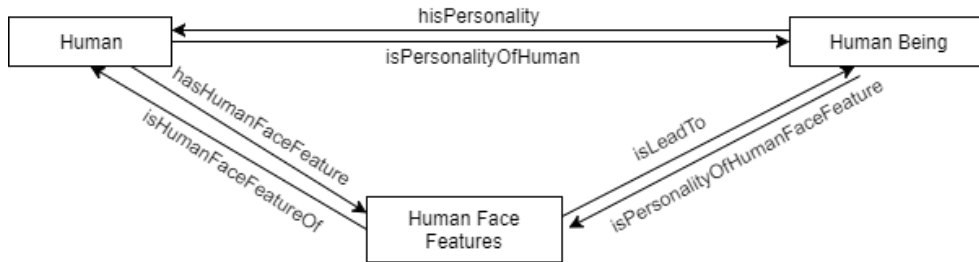 hisPersonality
Human
Human Being
isPersonalityOfHuman
hasHumanFaceFeature
isHumanFaceFeatureOf
isLeadTo
isPersonalityOfHumanFaceFeature
Human Face
Features